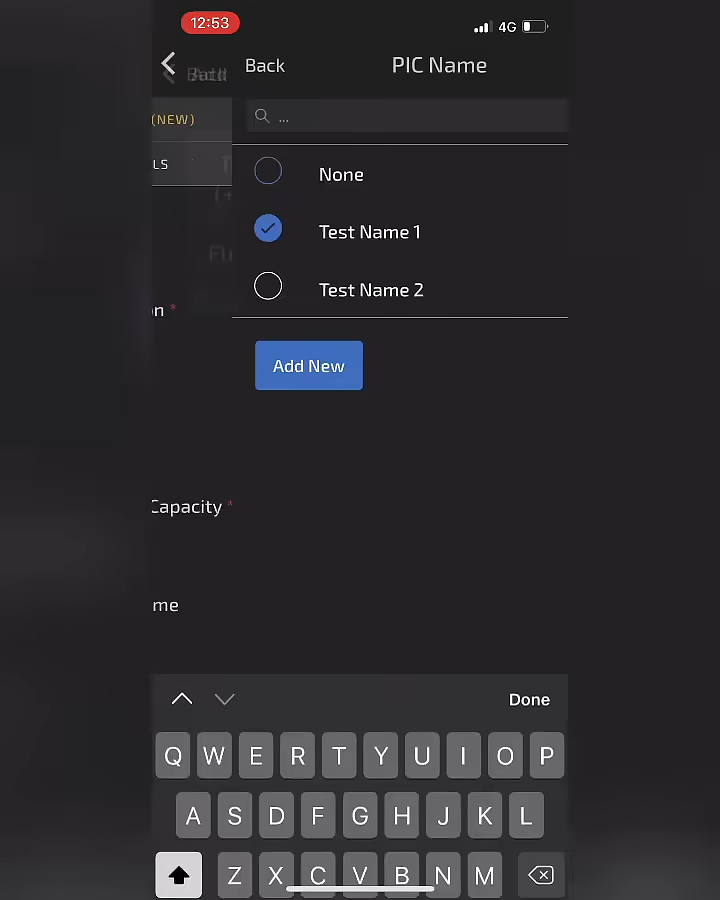 12:53
4G
Back
PIC Name
(NEW)
...
LS
None
Test Name 1
Test Name 2
n *
Add New
Capacity *
me
Done
Q W E R T Y U I O P
A S D F G H J K L
Z X C V B N M